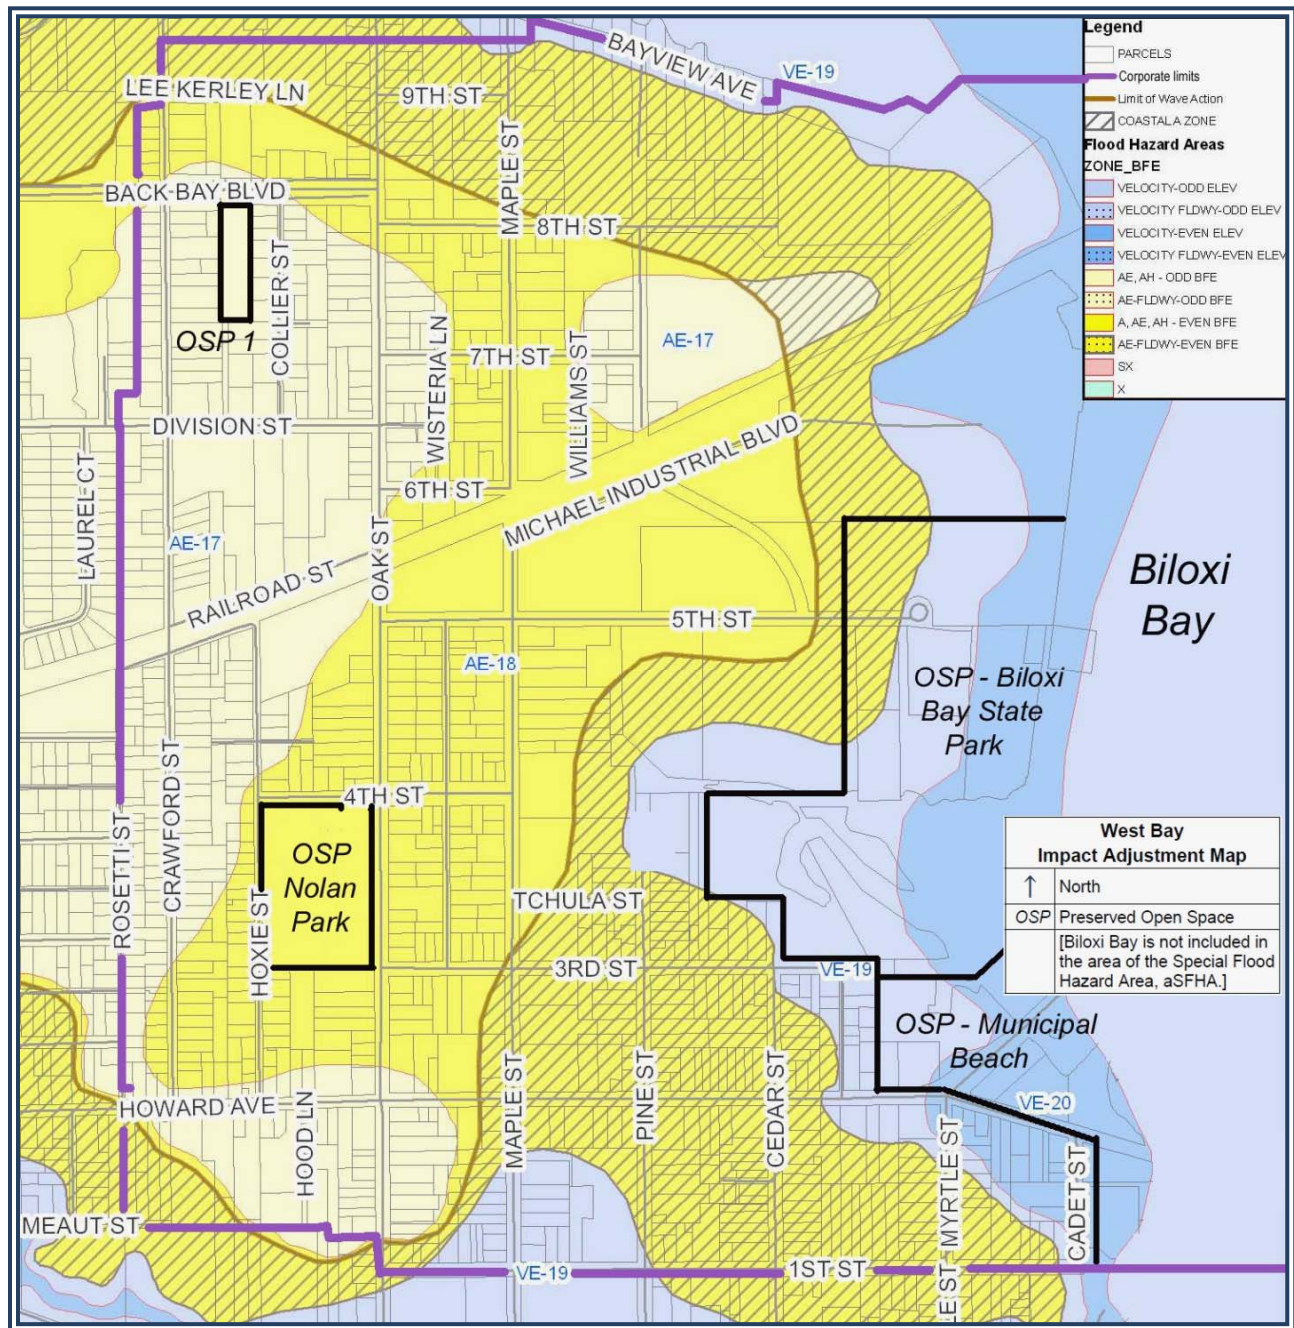 Legend
PARCELS
Corporate limits
Limit of Wave Action
COASTAL A ZONE
Flood Hazard Areas
ZONE_BFE
VELOCITY-ODD ELEV
VELOCITY FLDWY-ODD ELEV
VELOCITY-EVEN ELEV
VELOCITY FLDWY-EVEN ELEV
AE, AH - ODD BFE
AE-FLDWY-ODD BFE
A, AE, AH - EVEN BFE
AE-FLDWY-EVEN BFE
SX
X
BAYVIEW AVE
VE-19
LEE KERLEY LN
9TH ST
MAPLE ST
BACK BAY BLVD
8TH ST
COLLIER ST
OSP 1
WISTERIA LN
7TH ST
WILLIAMS ST
AE-17
DIVISION ST
LAUREL CT
6TH ST
MICHAEL INDUSTRIAL BLVD
AE-17
OAK ST
RAILROAD ST
Biloxi
Bay
5TH ST
AE-18
OSP - Biloxi
Bay State
Park
CRAWFORD ST
ROSETTI ST
4TH ST
OSP
Nolan
Park
HOXIE ST
TCHULA ST
3RD ST
VE-19
West Bay
Impact Adjustment Map
↑ North
OSP Preserved Open Space
[Biloxi Bay is not included in
the area of the Special Flood
Hazard Area, aSFHA.]
OSP - Municipal
Beach
HOWARD AVE
HOOD LN
MAPLE ST
PINE ST
CEDAR ST
VE-20
MYRTLE ST
CADET ST
MEAUT ST
VE-19
1ST ST
LE ST